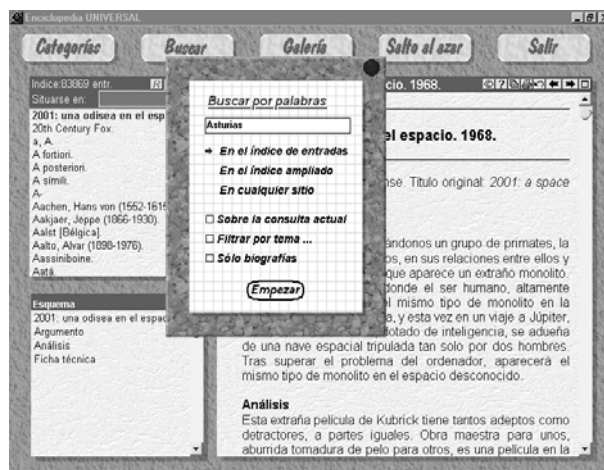 Enciclopedia UNIVERSAL
Categorías Buscar Galería Salto al azar Salir
Indice:83869 entr. R
Situarse en:
2001: una odisea en el esp
20th Century Fox.
a, A.
A fortiori.
A posteriori.
A símili.
A-
Aachen, Hans von (1552-1615
Aakjaer, Jeppe (1866-1930).
Aalst [Bélgica].
Aalto, Alvar (1898-1976).
Aassiniboine.
Aatá.
Esquema
2001: una odisea en el espac
Argumento
Análisis
Ficha técnica
Buscar por palabras
Asturias
En el índice de entradas
En el índice ampliado
En cualquier sitio
Sobre la consulta actual
Filtrar por tema ...
Sólo biografías
Empezar
cio. 1968.
el espacio. 1968.
nse. Título original: 2001: a space
ándonos un grupo de primates, la
os, en sus relaciones entre ellos y
que aparece un extraño monolito.
donde el ser humano, altamente
l mismo tipo de monolito en la
a, y esta vez en un viaje a Júpiter,
otado de inteligencia, se adueña
de una nave espacial tripulada tan solo por dos hombres.
Tras superar el problema del ordenador, aparecerá el
mismo tipo de monolito en el espacio desconocido.
Análisis
Esta extraña película de Kubrick tiene tantos adeptos como
detractores, a partes iguales. Obra maestra para unos,
aburrida tomadura de pelo para otros, es una película en la